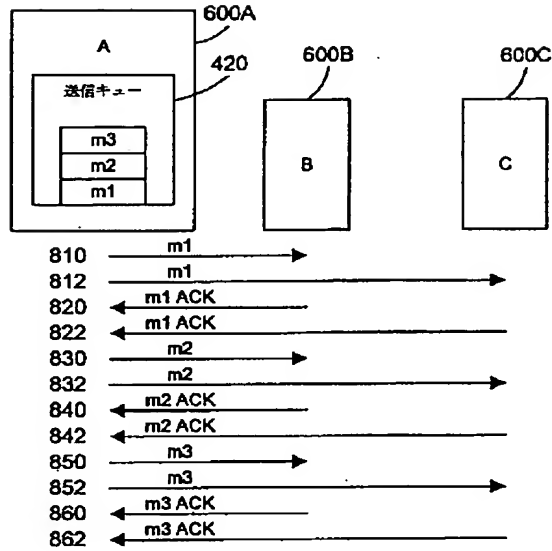 600A
A
420
送信キュー
m3
m2
m1
600B
B
600C
C
810 m1
812 m1
820 m1 ACK
822 m1 ACK
830 m2
832 m2
840 m2 ACK
842 m2 ACK
850 m3
852 m3
860 m3 ACK
862 m3 ACK